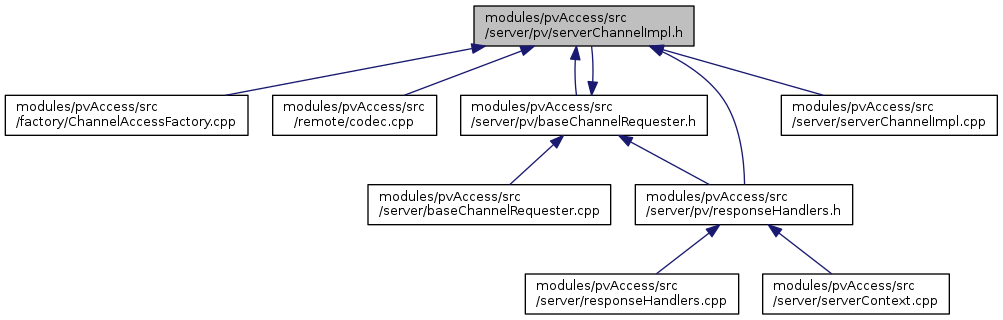 modules/pvAccess/src
/server/pv/serverChannelImpl.h
modules/pvAccess/src
/factory/ChannelAccessFactory.cpp
modules/pvAccess/src
/remote/codec.cpp
modules/pvAccess/src
/server/pv/baseChannelRequester.h
modules/pvAccess/src
/server/serverChannelImpl.cpp
modules/pvAccess/src
/server/baseChannelRequester.cpp
modules/pvAccess/src
/server/pv/responseHandlers.h
modules/pvAccess/src
/server/responseHandlers.cpp
modules/pvAccess/src
/server/serverContext.cpp